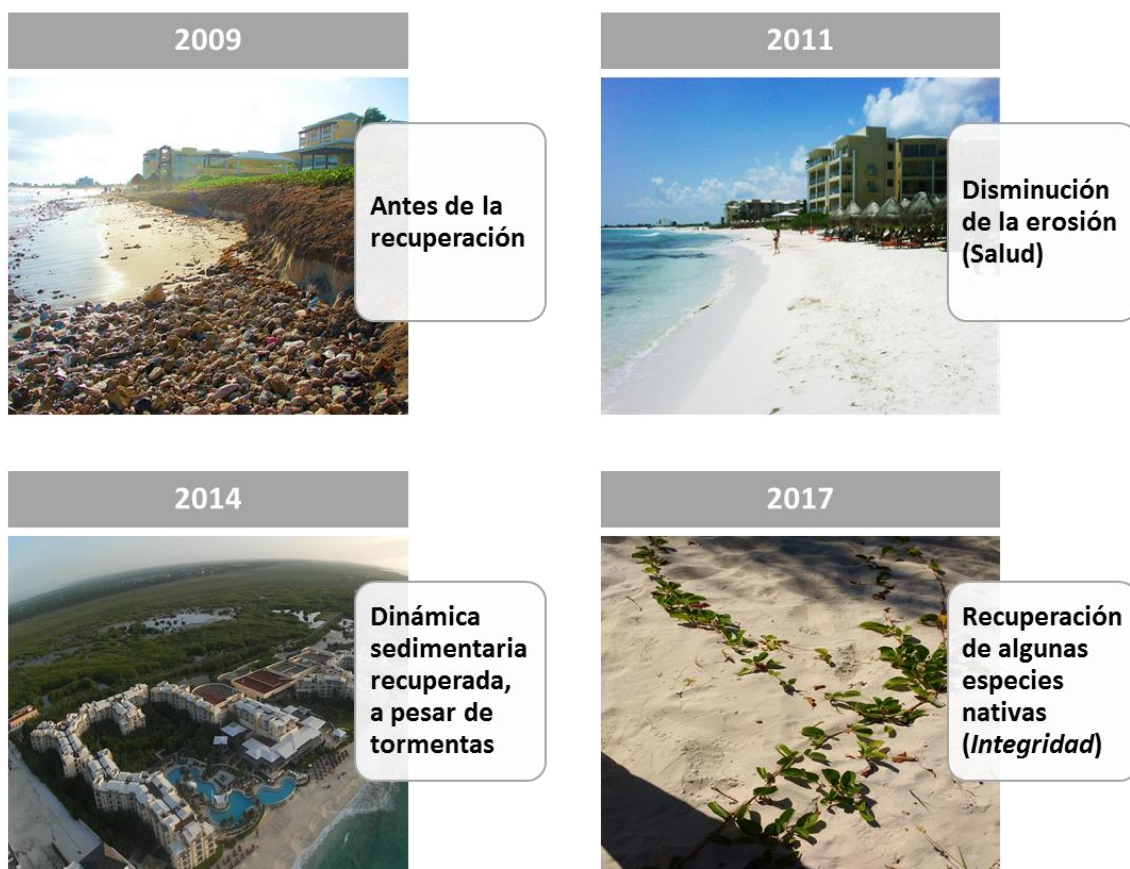 2009
Antes de la
recuperación
2011
Disminución
de la erosión
(Salud)
2014
Dinámica
sedimentaria
recuperada,
a pesar de
tormentas
2017
Recuperación
de algunas
especies
nativas
(Integridad)